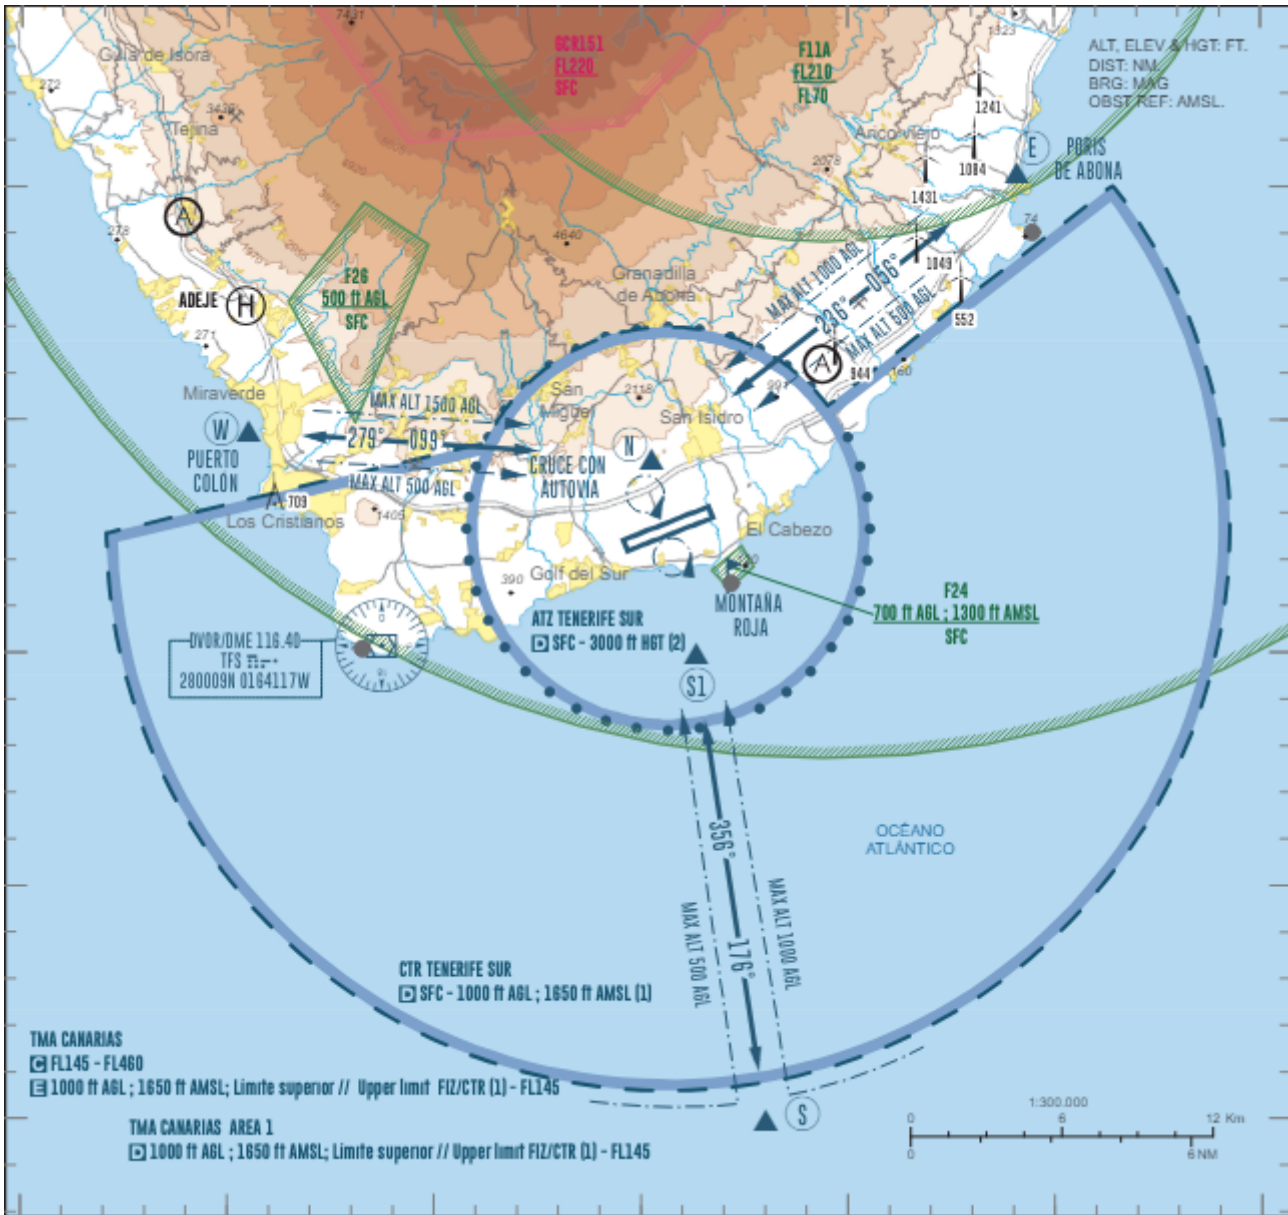 7431
GCR151
FL220
SFC
F11A
FL210
FL70
1323
ALT, ELEV & HGT: FT.
DIST: NM.
BRG: MAG
OBST REF: AMSL.
Guía de Isora
272
3428
Tejina
1241
Arico Viejo
2078
1084
E
PORIS
DE ABONA
1431
A
278
4640
74
1049
F26
500 ft AGL
SFC
ADEJE
H
Granadilla
de Abona
MAX ALT 1000 AGL
236° 056°
MAX ALT 500 AGL
552
271
A
944
160
Miraverde
San
Miguel
2118
991
San Isidro
MAX ALT 1500 AGL
W
PUERTO
COLÓN
279° 099°
MAX ALT 500 AGL
CRUCE CON
AUTOVIA
N
709
Los Cristianos
1405
El Cabezo
390
Golf del Sur
F24
700 ft AGL ; 1300 ft AMSL
SFC
MONTAÑA
ROJA
ATZ TENERIFE SUR
D SFC - 3000 ft HGT (2)
DVOR/DME 116.40
TFS
280009N 0164117W
S1
356°
176°
MAX ALT 500 AGL
MAX ALT 1000 AGL
OCÉANO
ATLÁNTICO
CTR TENERIFE SUR
D SFC - 1000 ft AGL ; 1650 ft AMSL (1)
TMA CANARIAS
C FL145 - FL460
E 1000 ft AGL ; 1650 ft AMSL; Límite superior // Upper limit FIZ/CTR (1) - FL145
TMA CANARIAS AREA 1
D 1000 ft AGL ; 1650 ft AMSL; Límite superior // Upper limit FIZ/CTR (1) - FL145
S
1:300.000
0 6 12 Km
0 6 NM